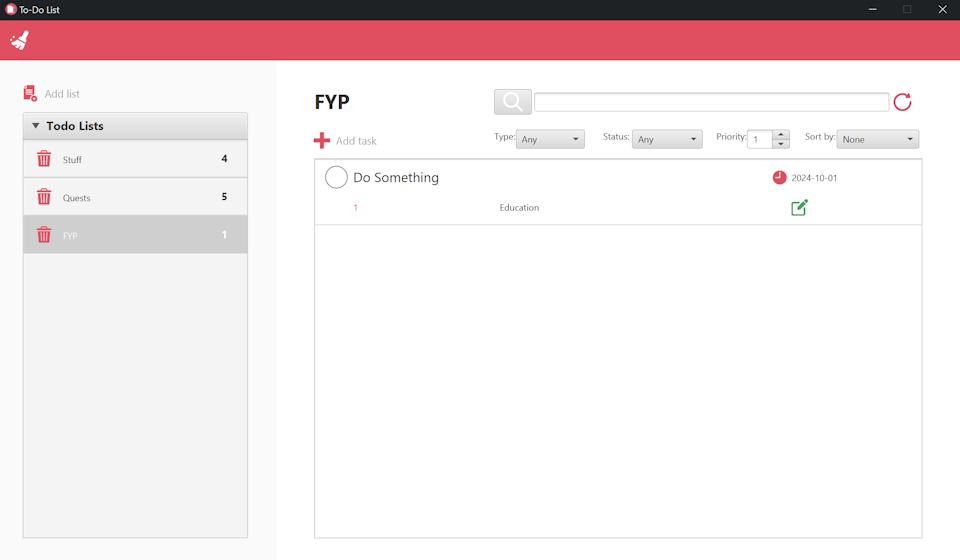 To-Do List
Add list
Todo Lists
Stuff 4
Quests 5
FYP 1
FYP
Add task
Type: Any Status: Any Priority: 1 Sort by: None
Do Something 2024-10-01
1 Education